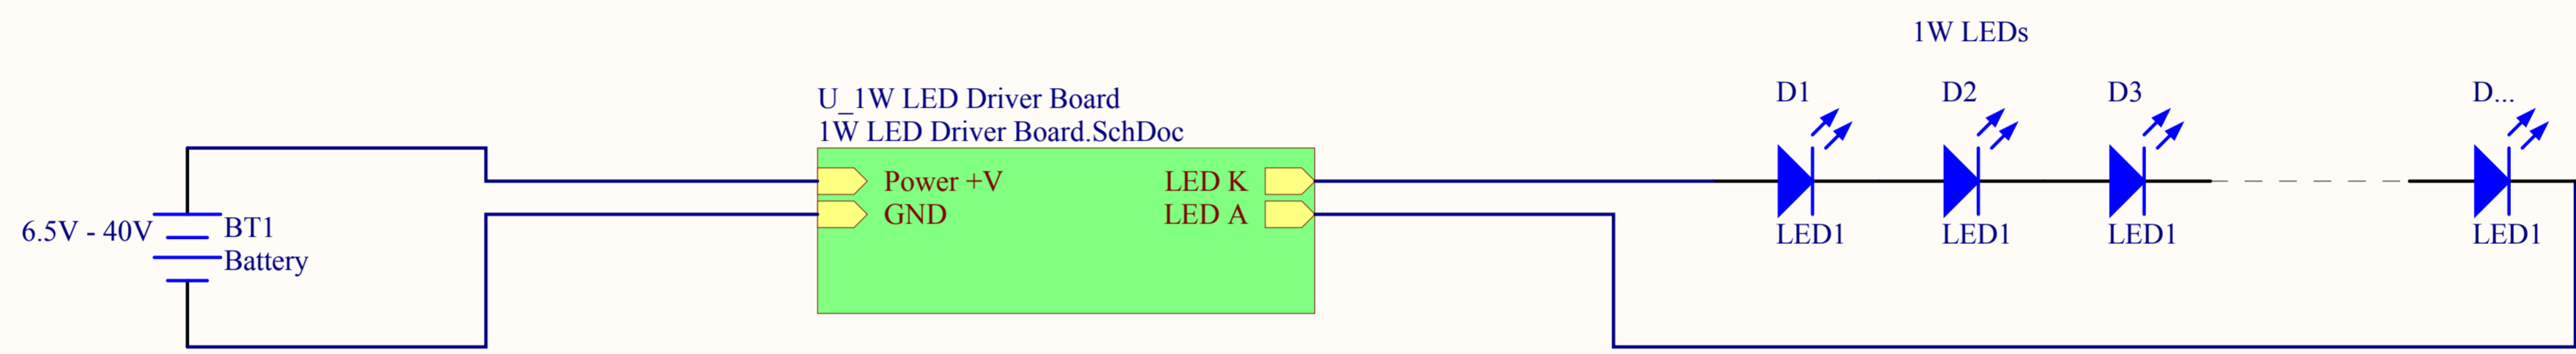 1W LEDs
U_1W LED Driver Board
1W LED Driver Board.SchDoc
D1
D2
D3
D...
Power +V
LED K
GND
LED A
6.5V - 40V
BT1
Battery
LED1
LED1
LED1
LED1